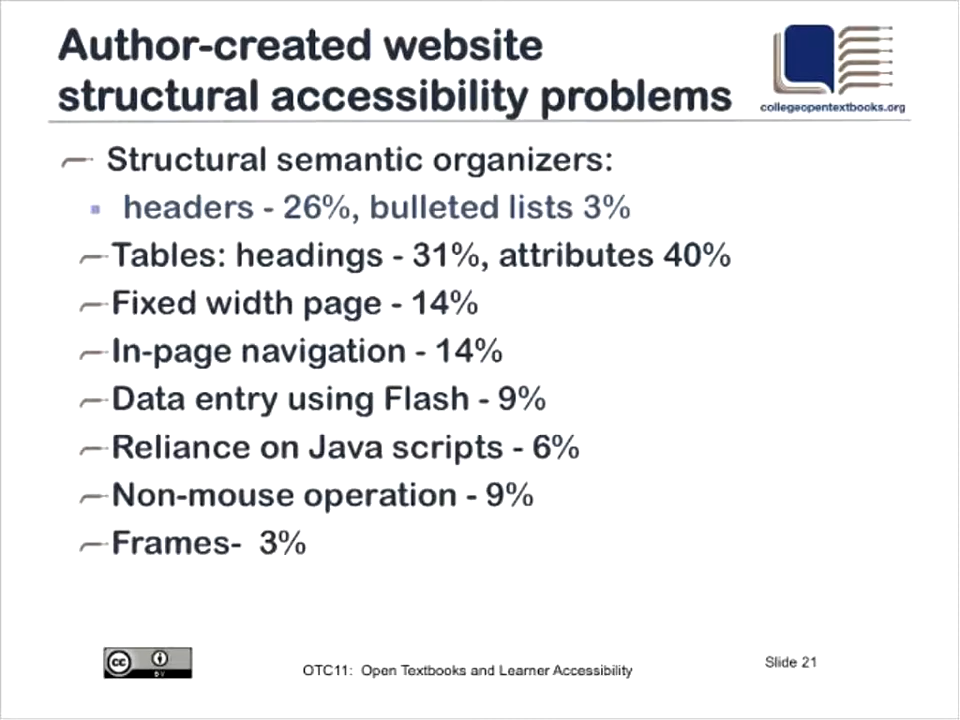 Author-created website
structural accessibility problems
collegeopentextbooks.org
Structural semantic organizers:
headers - 26%, bulleted lists 3%
Tables: headings - 31%, attributes 40%
Fixed width page - 14%
In-page navigation - 14%
Data entry using Flash - 9%
Reliance on Java scripts - 6%
Non-mouse operation - 9%
Frames-  3%
cc
BY
OTC11:  Open Textbooks and Learner Accessibility
Slide 21